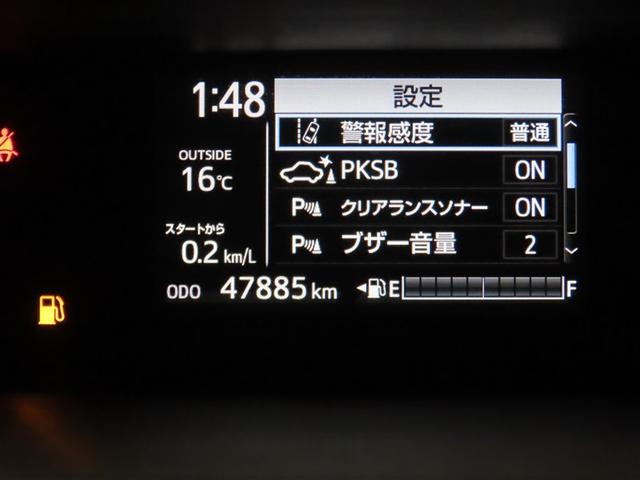 1:48
設定
警報感度 普通
OUTSIDE
16℃
PKSB ON
P クリアランスソナー ON
スタートから
0.2 km/L
P ブザー音量 2
ODO 47885 km
E F